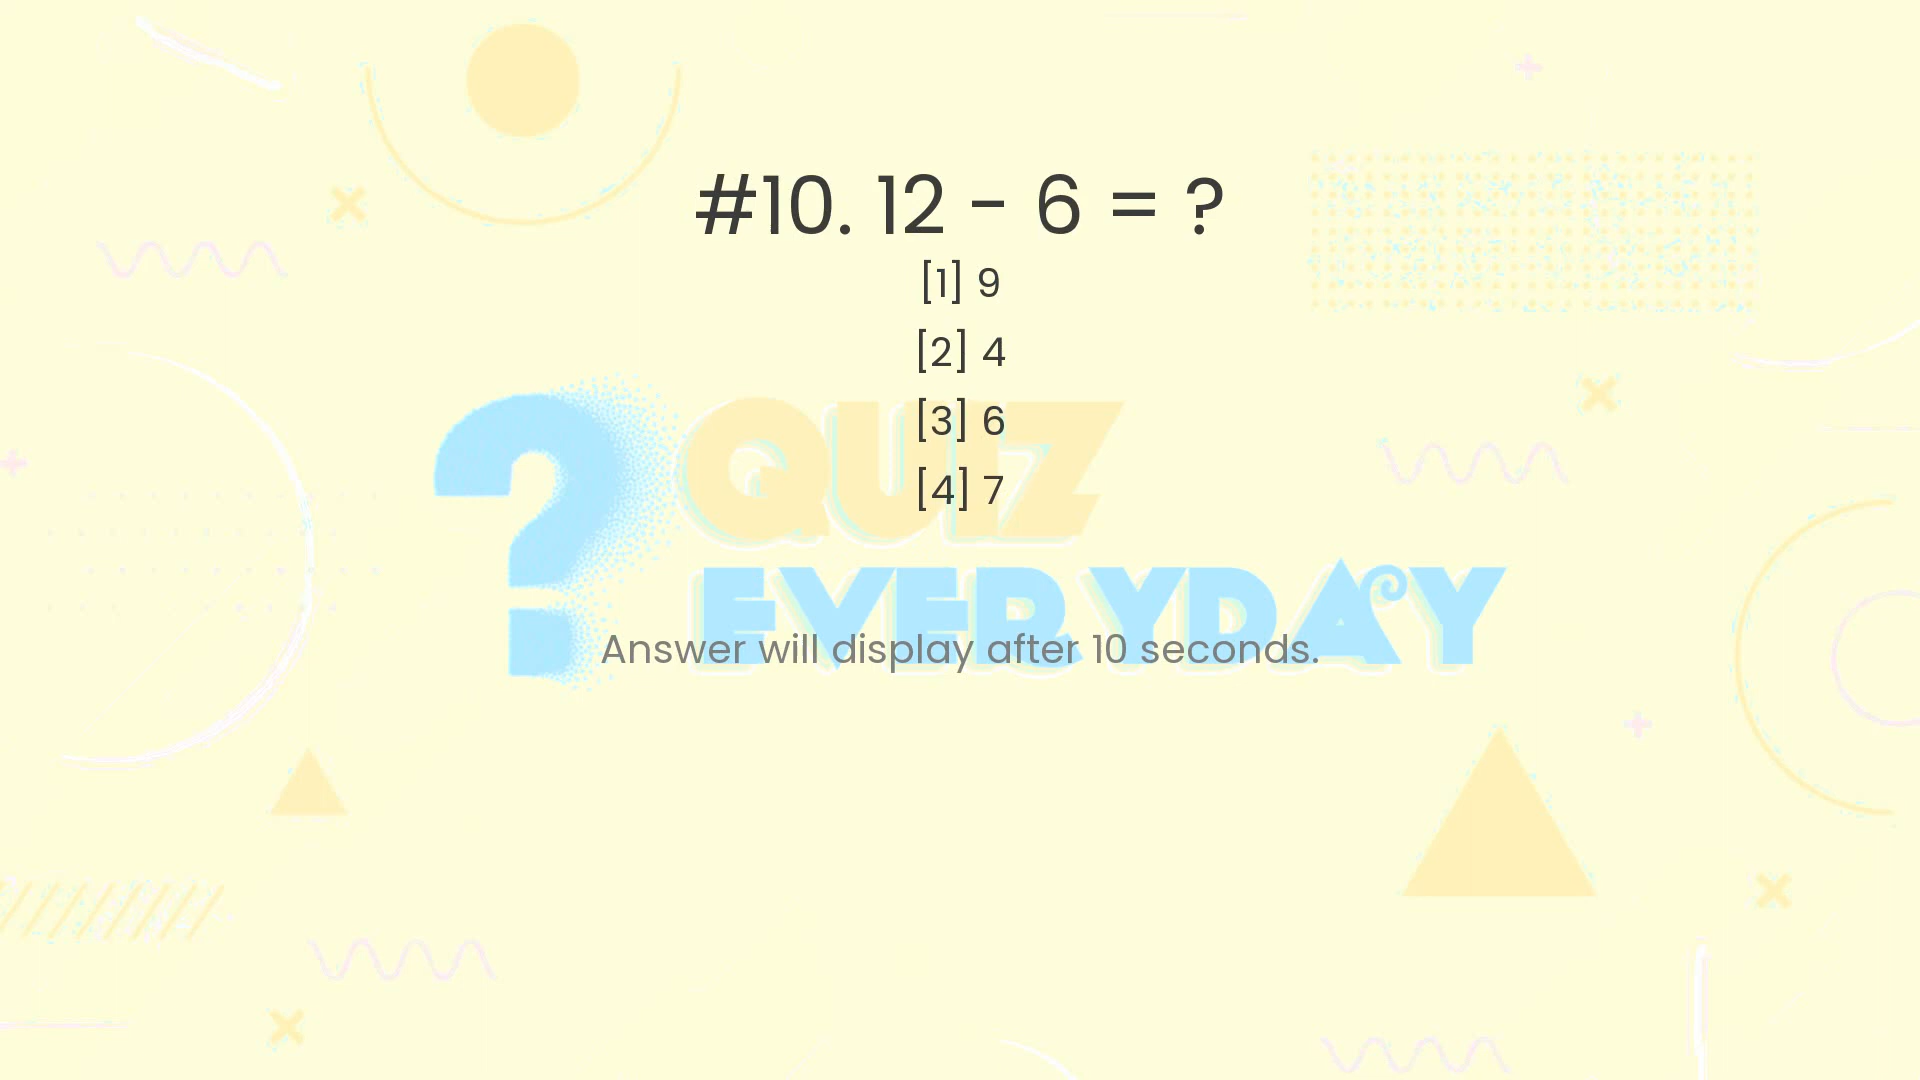 #10. 12 - 6 = ?
[1] 9
[2] 4
[3] 6
[4] 7
? QUIZ
EVERYDAY
Answer will display after 10 seconds.